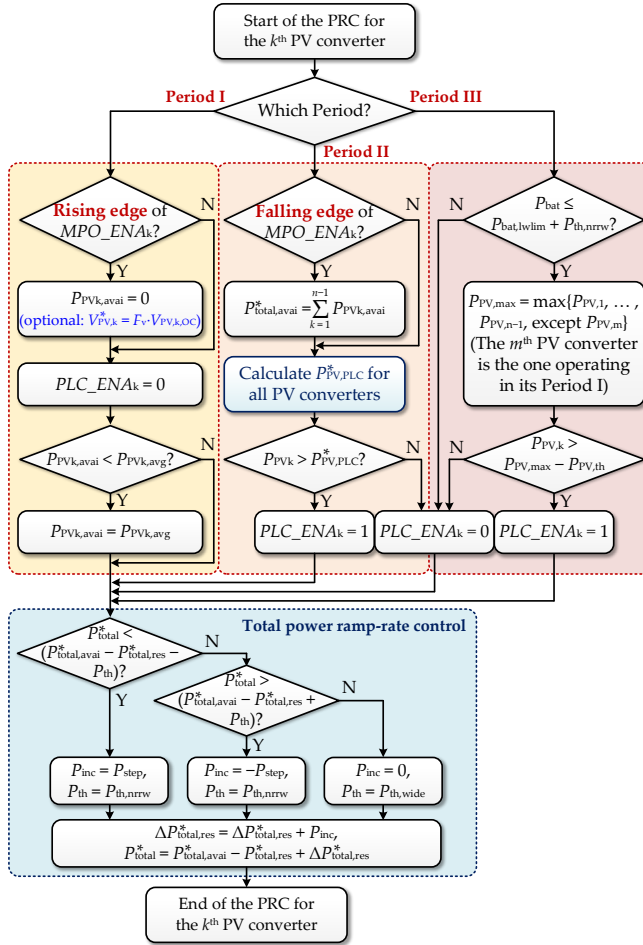 Start of the PRC for
the kth PV converter
Period I
Which Period?
Period III
Period II
Rising edge of
MPO_ENAk?
N
Y
PPVk,avai = 0
(optional: V*PV,k = Fv·VPV,k,OC)
PLC_ENAk = 0
PPVk,avai < PPVk,avg?
N
Y
PPVk,avai = PPVk,avg
Falling edge of
MPO_ENAk?
N
Y
P*total,avai = ∑ k = 1 n−1 PPVk,avai
Calculate P*PV,PLC for
all PV converters
PPVk > P*PV,PLC?
N
Y
PLC_ENAk = 1
PLC_ENAk = 0
Pbat ≤
Pbat,lwlim + Pth,nrrw?
N
Y
PPV,max = max{PPV,1, … ,
PPV,n−1, except PPV,m}
(The mth PV converter
is the one operating
in its Period I)
PPV,k >
PPV,max − PPV,th
N
Y
PLC_ENAk = 1
Total power ramp-rate control
P*total <
(P*total,avai − P*total,res −
Pth)?
N
Y
P*total >
(P*total,avai − P*total,res +
Pth)?
N
Y
Pinc = Pstep,
Pth = Pth,nrrw
Pinc = −Pstep,
Pth = Pth,nrrw
Pinc = 0,
Pth = Pth,wide
ΔP*total,res = ΔP*total,res + Pinc,
P*total = P*total,avai − P*total,res + ΔP*total,res
End of the PRC for
the kth PV converter